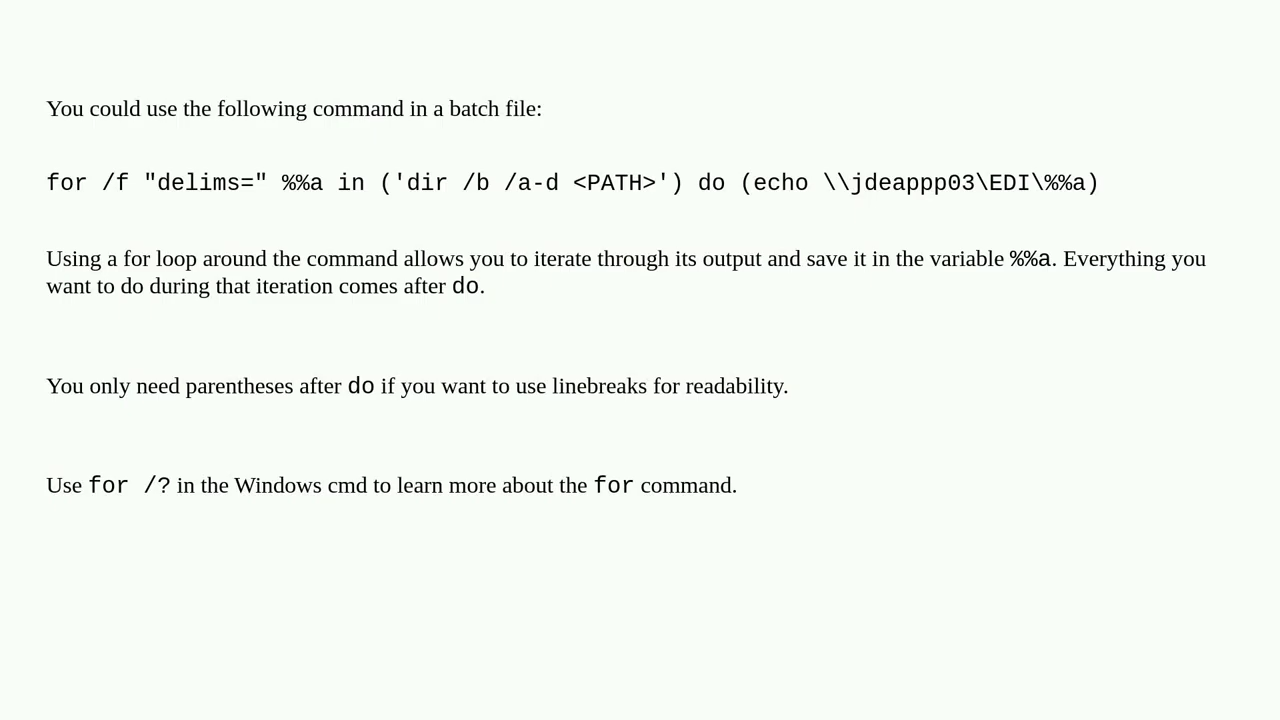 You could use the following command in a batch file:
for /f "delims=" %%a in ('dir /b /a-d <PATH>') do (echo \\jdeappp03\EDI\%%a)
Using a for loop around the command allows you to iterate through its output and save it in the variable %%a. Everything you
want to do during that iteration comes after do.
You only need parentheses after do if you want to use linebreaks for readability.
Use for /? in the Windows cmd to learn more about the for command.